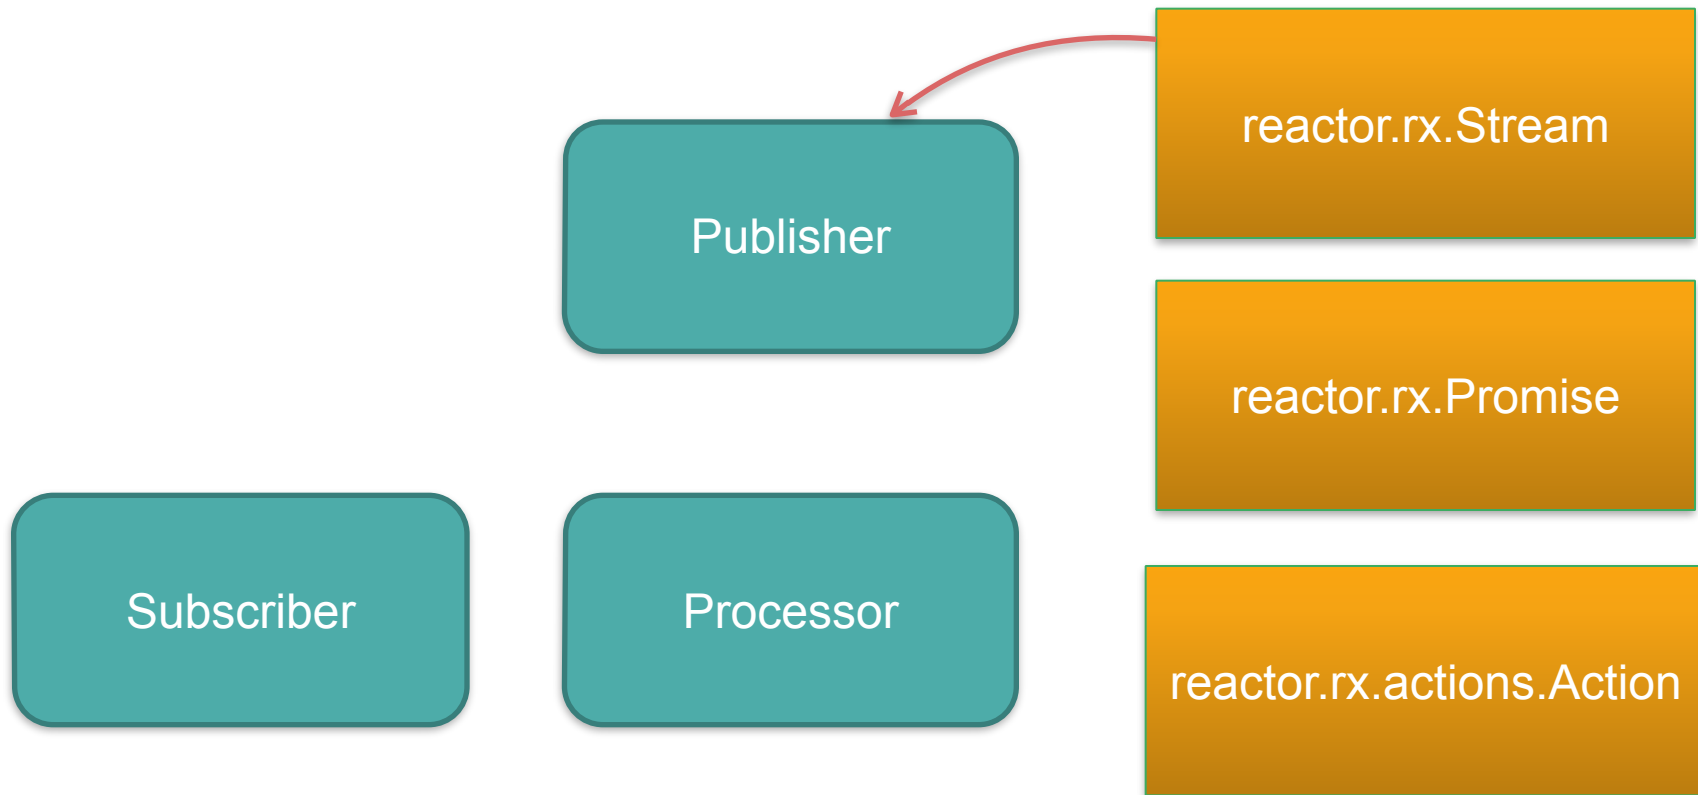 reactor.rx.Stream
Publisher
reactor.rx.Promise
Subscriber
Processor
reactor.rx.actions.Action